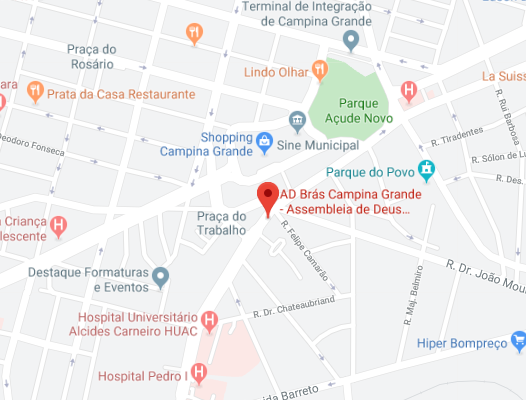 Terminal de Integração
de Campina Grande
Praça do
Rosário
Lindo Olhar
La Suiss
Prata da Casa Restaurante
Parque
Açude Novo
R. Rui Barbosa
R. Tiradentes
Deodoro Fonseca
Shopping
Campina Grande
Sine Municipal
R. Sólon de L
Parque do Povo
R. Des.
AD Brás Campina Grande
- Assembleia de Deus...
Criança
lescente
Praça do
Trabalho
R. Felipe Camarão
R. Dr. João Mou
Destaque Formaturas
e Eventos
R. Maj. Belmiro
R. Dr. Chateaubriand
Hospital Universitário
Alcides Carneiro HUAC
Hiper Bompreço
Hospital Pedro I
ida Barreto